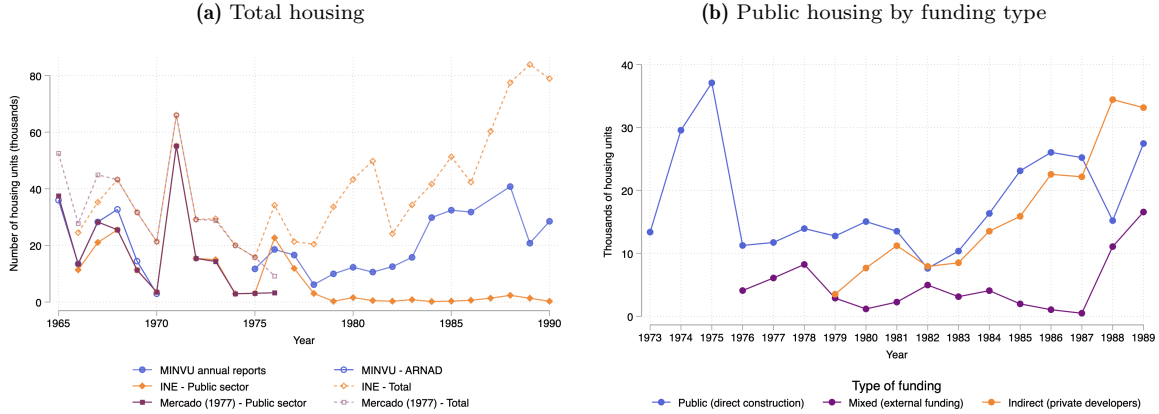 (a) Total housing
Number of housing units (thousands)
80
60
40
20
0
1965 1970 1975 1980 1985 1990
Year
MINVU annual reports MINVU - ARNAD
INE - Public sector INE - Total
Mercado (1977) - Public sector Mercado (1977) - Total
(b) Public housing by funding type
Thousands of housing units
40
30
20
10
0
1973 1974 1975 1976 1977 1978 1979 1980 1981 1982 1983 1984 1985 1986 1987 1988 1989
Year
Type of funding
Public (direct construction) Mixed (external funding) Indirect (private developers)